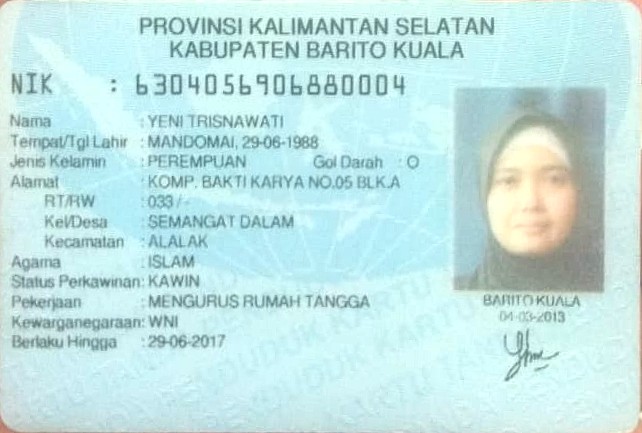 PROVINSI KALIMANTAN SELATAN
KABUPATEN BARITO KUALA
NIK : 6304056906880004
Nama : YENI TRISNAWATI
Tempat/Tgl Lahir : MANDOMAI, 29-06-1988
Jenis Kelamin : PEREMPUAN Gol Darah : O
Alamat : KOMP. BAKTI KARYA NO.05 BLK.A
RT/RW : 033 / -
Kel/Desa : SEMANGAT DALAM
Kecamatan : ALALAK
Agama : ISLAM
Status Perkawinan: KAWIN
Pekerjaan : MENGURUS RUMAH TANGGA
Kewarganegaraan: WNI
Berlaku Hingga : 29-06-2017
BARITO KUALA
04-03-2013